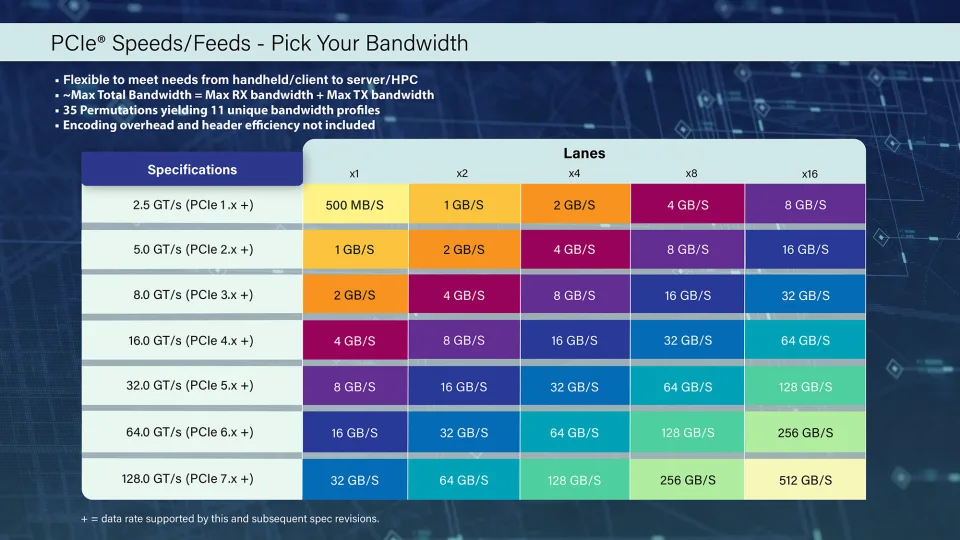 PCIe® Speeds/Feeds - Pick Your Bandwidth
▪ Flexible to meet needs from handheld/client to server/HPC
▪ ~Max Total Bandwidth = Max RX bandwidth + Max TX bandwidth
▪ 35 Permutations yielding 11 unique bandwidth profiles
▪ Encoding overhead and header efficiency not included
Specifications
Lanes
x1 x2 x4 x8 x16
2.5 GT/s (PCIe 1.x +) 500 MB/S 1 GB/S 2 GB/S 4 GB/S 8 GB/S
5.0 GT/s (PCIe 2.x +) 1 GB/S 2 GB/S 4 GB/S 8 GB/S 16 GB/S
8.0 GT/s (PCIe 3.x +) 2 GB/S 4 GB/S 8 GB/S 16 GB/S 32 GB/S
16.0 GT/s (PCIe 4.x +) 4 GB/S 8 GB/S 16 GB/S 32 GB/S 64 GB/S
32.0 GT/s (PCIe 5.x +) 8 GB/S 16 GB/S 32 GB/S 64 GB/S 128 GB/S
64.0 GT/s (PCIe 6.x +) 16 GB/S 32 GB/S 64 GB/S 128 GB/S 256 GB/S
128.0 GT/s (PCIe 7.x +) 32 GB/S 64 GB/S 128 GB/S 256 GB/S 512 GB/S
+ = data rate supported by this and subsequent spec revisions.